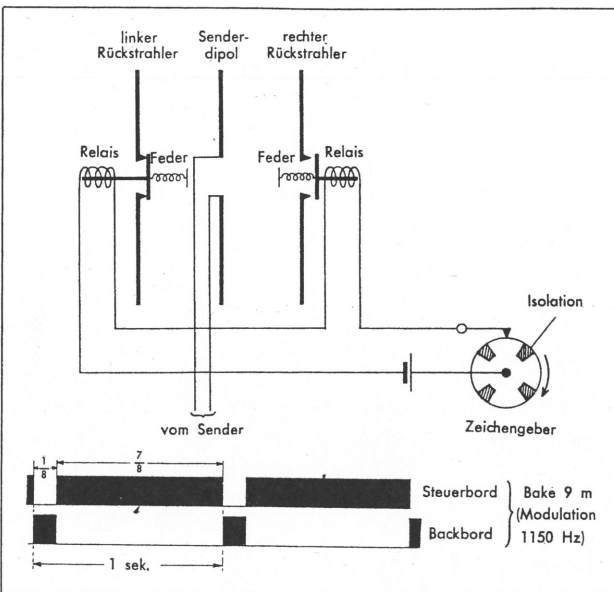 linker
Rückstrahler
Sender-
dipol
rechter
Rückstrahler
Relais
Feder
Feder
Relais
Isolation
Zeichengeber
vom Sender
1/8
7/8
Steuerbord
Backbord
Bake 9 m
(Modulation
1150 Hz)
1 sek.